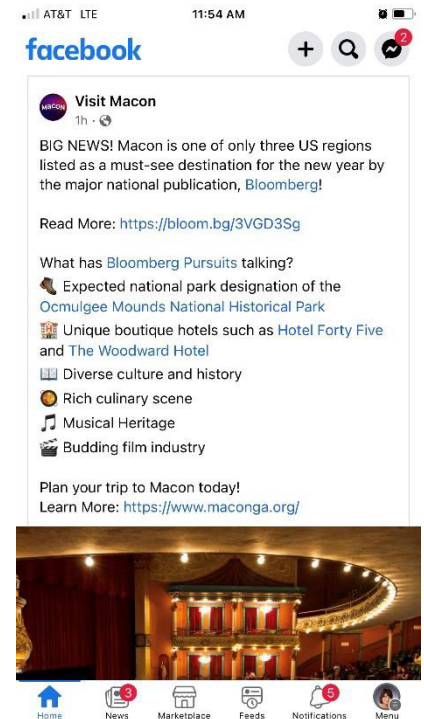 AT&T LTE 11:54 AM
facebook
2
MACON
Visit Macon
1h ·
BIG NEWS! Macon is one of only three US regions
listed as a must-see destination for the new year by
the major national publication, Bloomberg!
Read More: https://bloom.bg/3VGD3Sg
What has Bloomberg Pursuits talking?
🥾 Expected national park designation of the
Ocmulgee Mounds National Historical Park
🏨 Unique boutique hotels such as Hotel Forty Five
and The Woodward Hotel
📖 Diverse culture and history
🥘 Rich culinary scene
🎵 Musical Heritage
🎬 Budding film industry
Plan your trip to Macon today!
Learn More: https://www.maconga.org/
3 5
Home News Marketplace Feeds Notifications Menu